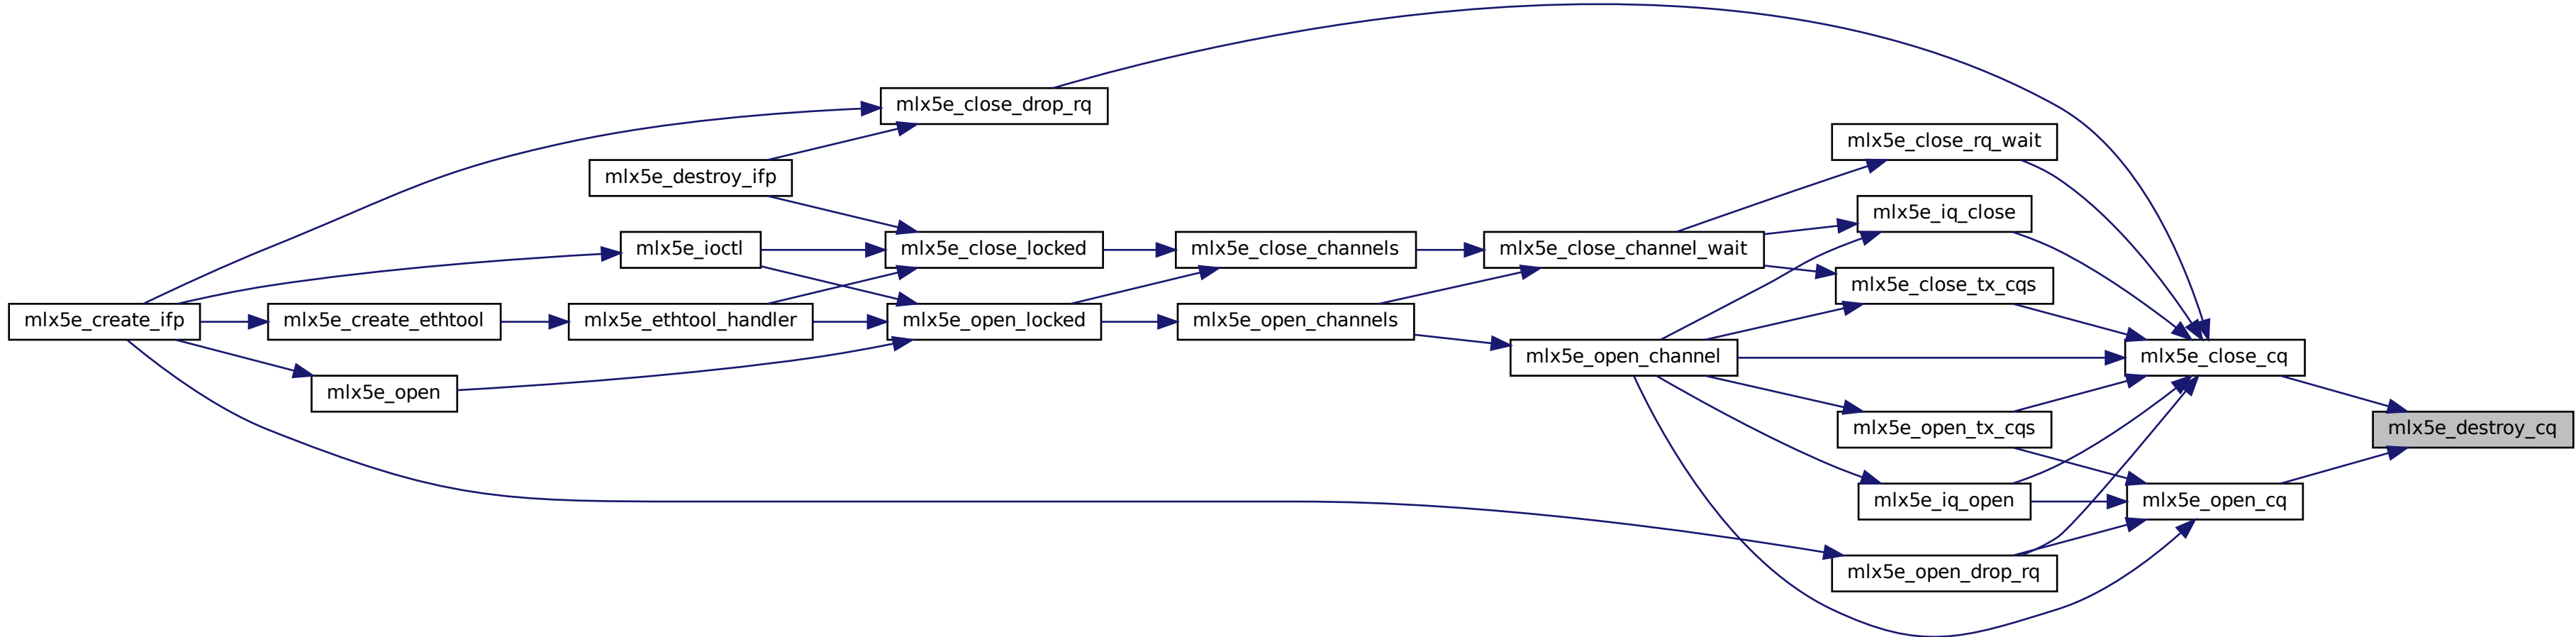 mlx5e_close_drop_rq
mlx5e_close_rq_wait
mlx5e_destroy_ifp
mlx5e_iq_close
mlx5e_ioctl
mlx5e_close_locked
mlx5e_close_channels
mlx5e_close_channel_wait
mlx5e_close_tx_cqs
mlx5e_create_ifp
mlx5e_create_ethtool
mlx5e_ethtool_handler
mlx5e_open_locked
mlx5e_open_channels
mlx5e_open_channel
mlx5e_close_cq
mlx5e_open
mlx5e_open_tx_cqs
mlx5e_destroy_cq
mlx5e_iq_open
mlx5e_open_cq
mlx5e_open_drop_rq